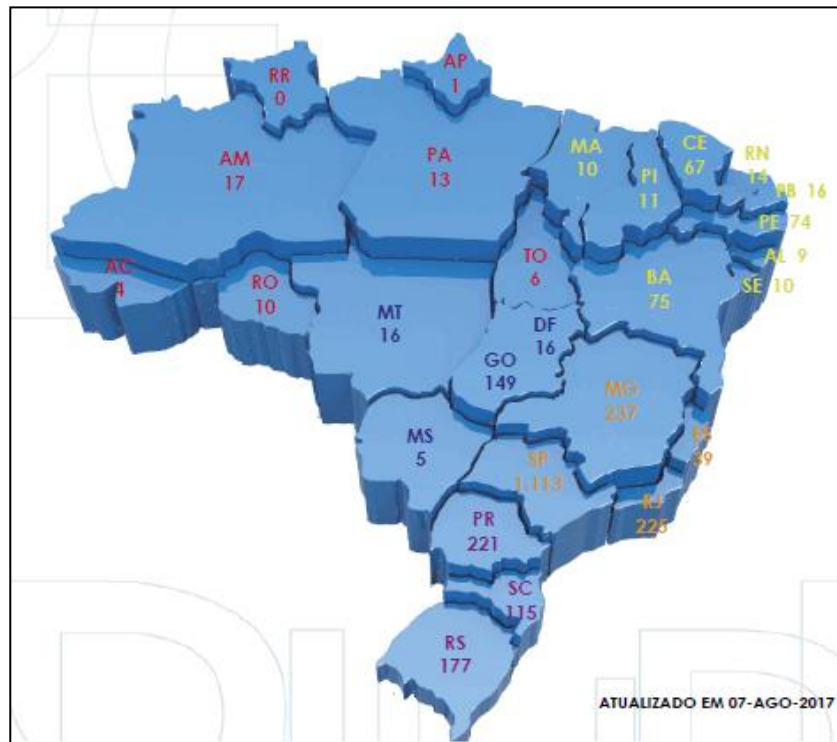 RR
0
AP
1
AM
17
PA
13
MA
10
PI
11
CE
67
RN
14
PB 16
PE 74
AL 9
SE 10
AC
4
RO
10
TO
6
BA
75
MT
16
DF
16
GO
149
MG
237
ES
39
MS
5
SP
1.113
RJ
225
PR
221
SC
115
RS
177
ATUALIZADO EM 07-AGO-2017